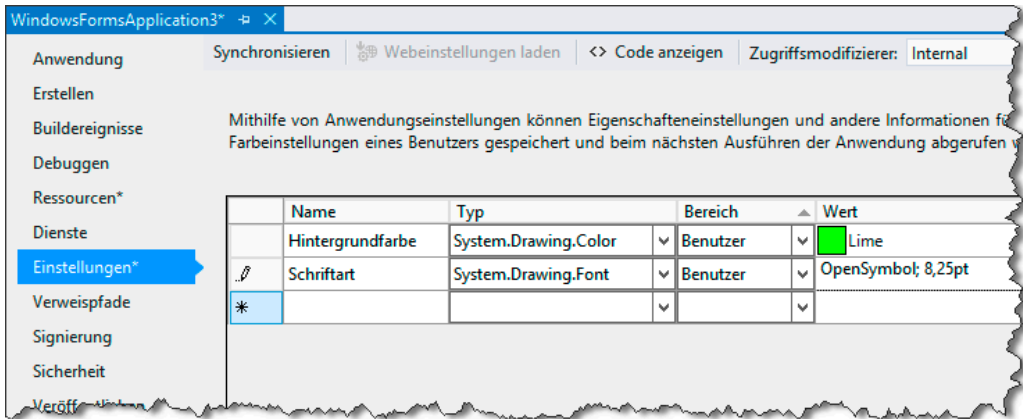 WindowsFormsApplication3*
Synchronisieren Webeinstellungen laden <> Code anzeigen Zugriffsmodifizierer: Internal
Anwendung
Erstellen
Buildereignisse
Debuggen
Ressourcen*
Dienste
Einstellungen*
Verweispfade
Signierung
Sicherheit
Mithilfe von Anwendungseinstellungen können Eigenschafteneinstellungen und andere Informationen
Farbeinstellungen eines Benutzers gespeichert und beim nächsten Ausführen der Anwendung abgerufen
Name Typ Bereich Wert
Hintergrundfarbe System.Drawing.Color Benutzer Lime
Schriftart System.Drawing.Font Benutzer OpenSymbol; 8,25pt
*